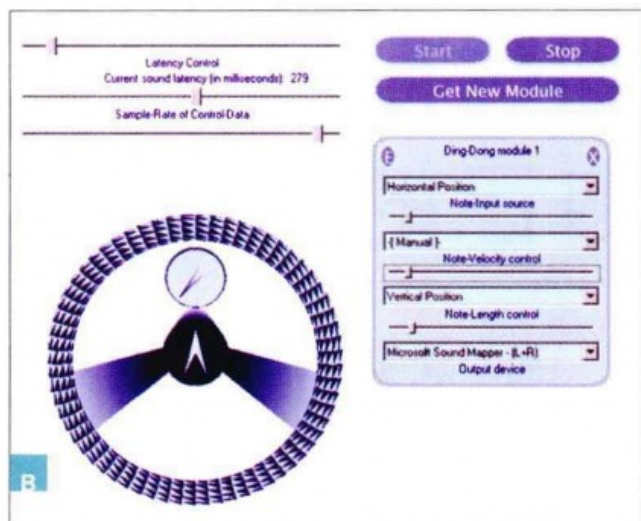 Latency Control
Current sound latency (in milliseconds): 279
Sample-Rate of Control-Data
Start
Stop
Get New Module
Ding-Dong module 1
Horizontal Position
Note-Input source
-{ Manual }-
Note-Velocity control
Vertical Position
Note-Length control
Microsoft Sound Mapper - (L+R)
Output device
B